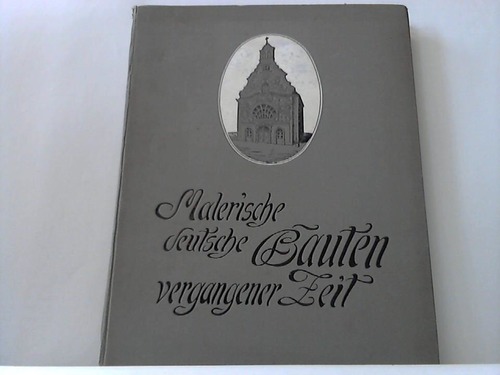 Malerische
deutsche Bauten
vergangener Zeit